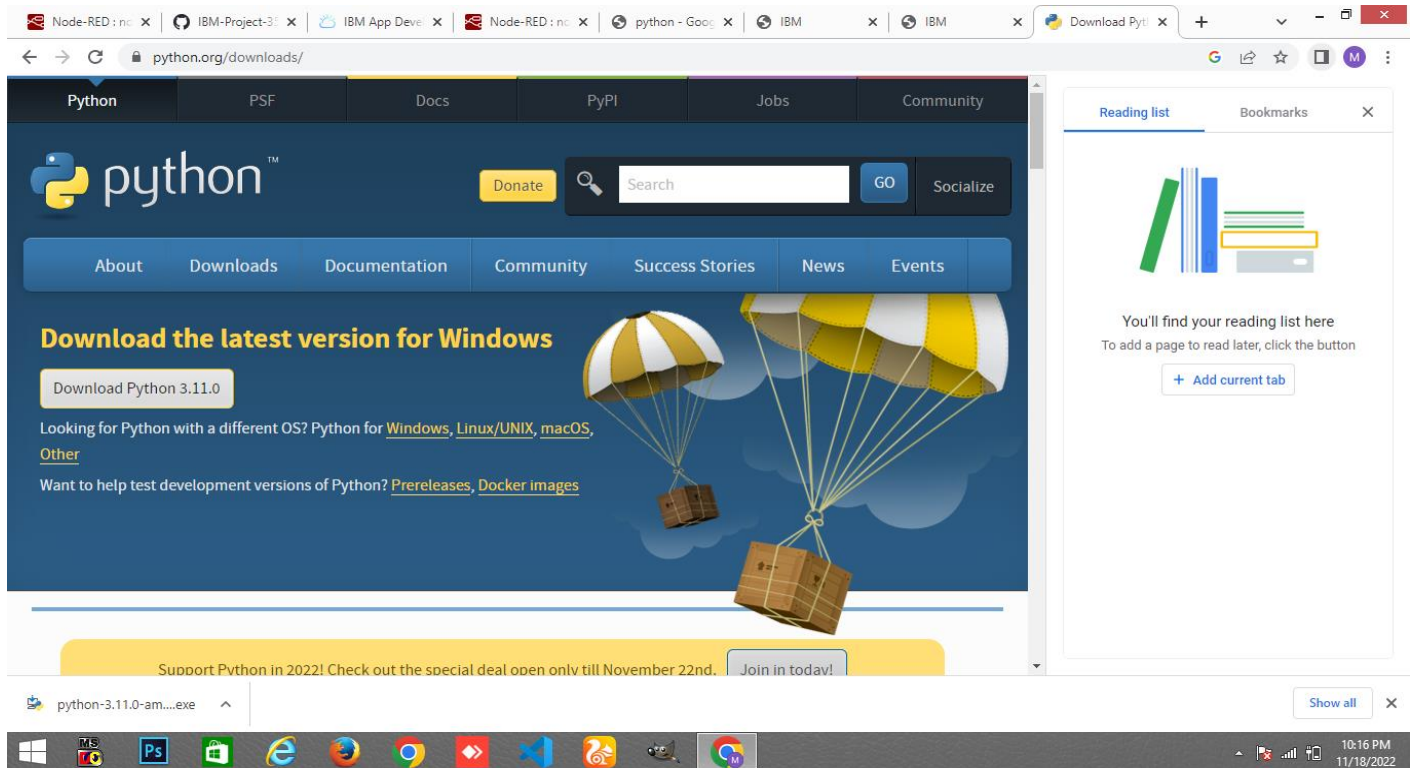 Node-RED : no
IBM-Project-3
IBM App Deve
Node-RED : no
python - Goog
IBM
IBM
Download Pyt
python.org/downloads/
G
M
Python
PSF
Docs
PyPI
Jobs
Community
Reading list
Bookmarks
python™
Donate
Search
GO
Socialize
About
Downloads
Documentation
Community
Success Stories
News
Events
Download the latest version for Windows
Download Python 3.11.0
Looking for Python with a different OS? Python for Windows, Linux/UNIX, macOS,
Other
Want to help test development versions of Python? Prereleases, Docker images
You'll find your reading list here
To add a page to read later, click the button
+ Add current tab
Support Python in 2022! Check out the special deal open only till November 22nd.
Join in today!
python-3.11.0-am....exe
Show all
MS
Ps
M
10:16 PM
11/18/2022